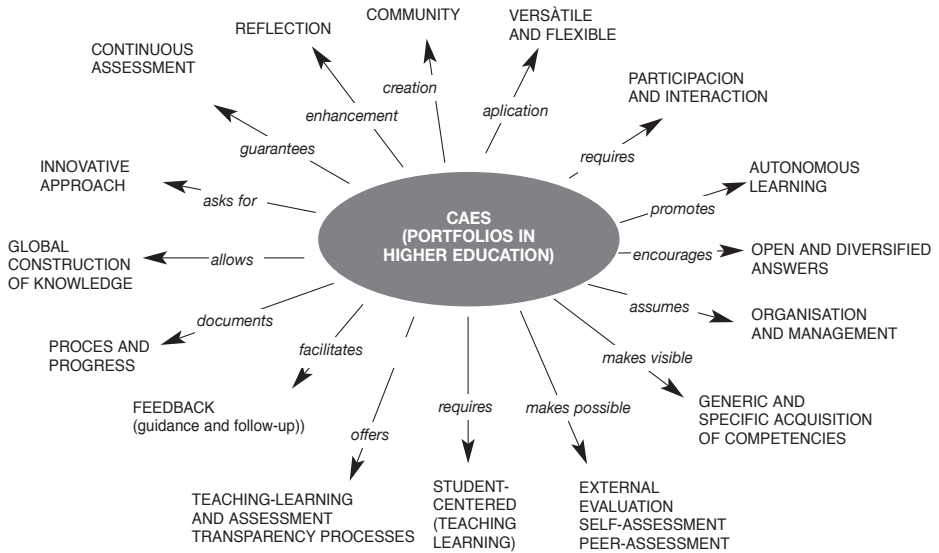 COMMUNITY
VERSÀTILE
AND FLEXIBLE
REFLECTION
CONTINUOUS
ASSESSMENT
PARTICIPACION
AND INTERACTION
creation
enhancement
aplication
guarantees
requires
INNOVATIVE
APPROACH
AUTONOMOUS
LEARNING
asks for
promotes
CAES
(PORTFOLIOS IN
HIGHER EDUCATION)
GLOBAL
CONSTRUCTION
OF KNOWLEDGE
allows
encourages
OPEN AND DIVERSIFIED
ANSWERS
documents
assumes
ORGANISATION
AND MANAGEMENT
PROCES AND
PROGRESS
facilitates
makes visible
FEEDBACK
(guidance and follow-up))
requires
makes possible
GENERIC AND
SPECIFIC ACQUISITION
OF COMPETENCIES
offers
TEACHING-LEARNING
AND ASSESSMENT
TRANSPARENCY PROCESSES
STUDENT-
CENTERED
(TEACHING
LEARNING)
EXTERNAL
EVALUATION
SELF-ASSESSMENT
PEER-ASSESSMENT